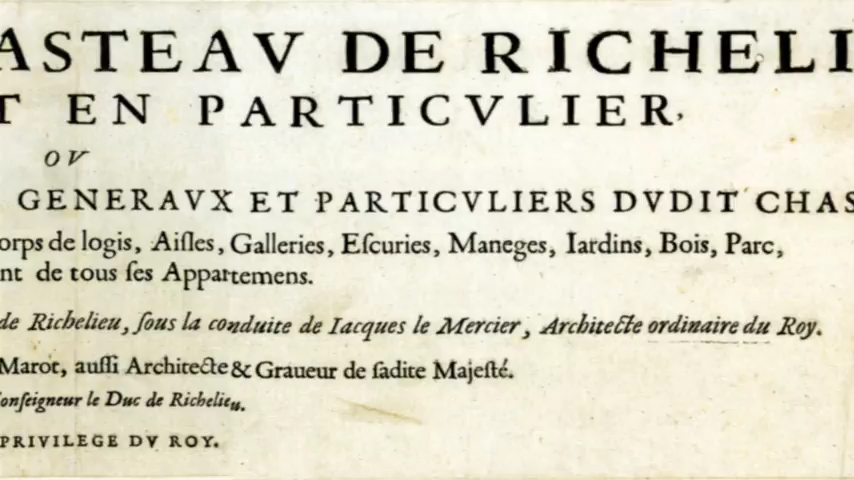 ASTEAV DE RICHELI
T EN PARTICVLIER,
OV
GENERAVX ET PARTICVLIERS DVDIT CHAS
orps de logis, Aiſles, Galleries, Eſcuries, Maneges, Iardins, Bois, Parc,
nt de tous ſes Appartemens.
de Richelieu, ſous la conduite de Iacques le Mercier, Architecte ordinaire du Roy.
Marot, auſſi Architecte & Graueur de ſadite Majeſté.
onſeigneur le Duc de Richelieu.
PRIVILEGE DV ROY.